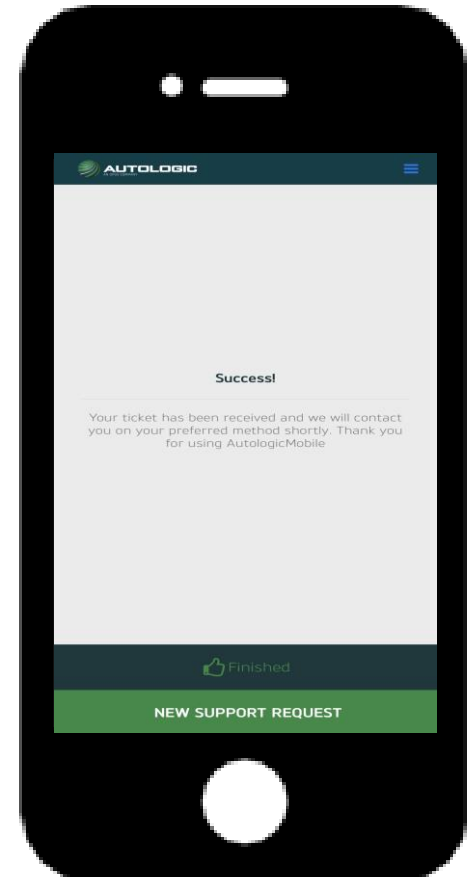 AUTOLOGIC
Success!
Your ticket has been received and we will contact
you on your preferred method shortly. Thank you
for using AutologicMobile
Finished
NEW SUPPORT REQUEST